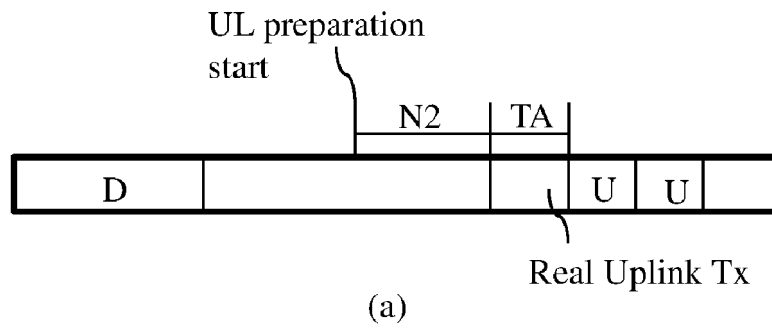 UL preparation
start
N2 TA
D U U
Real Uplink Tx
(a)